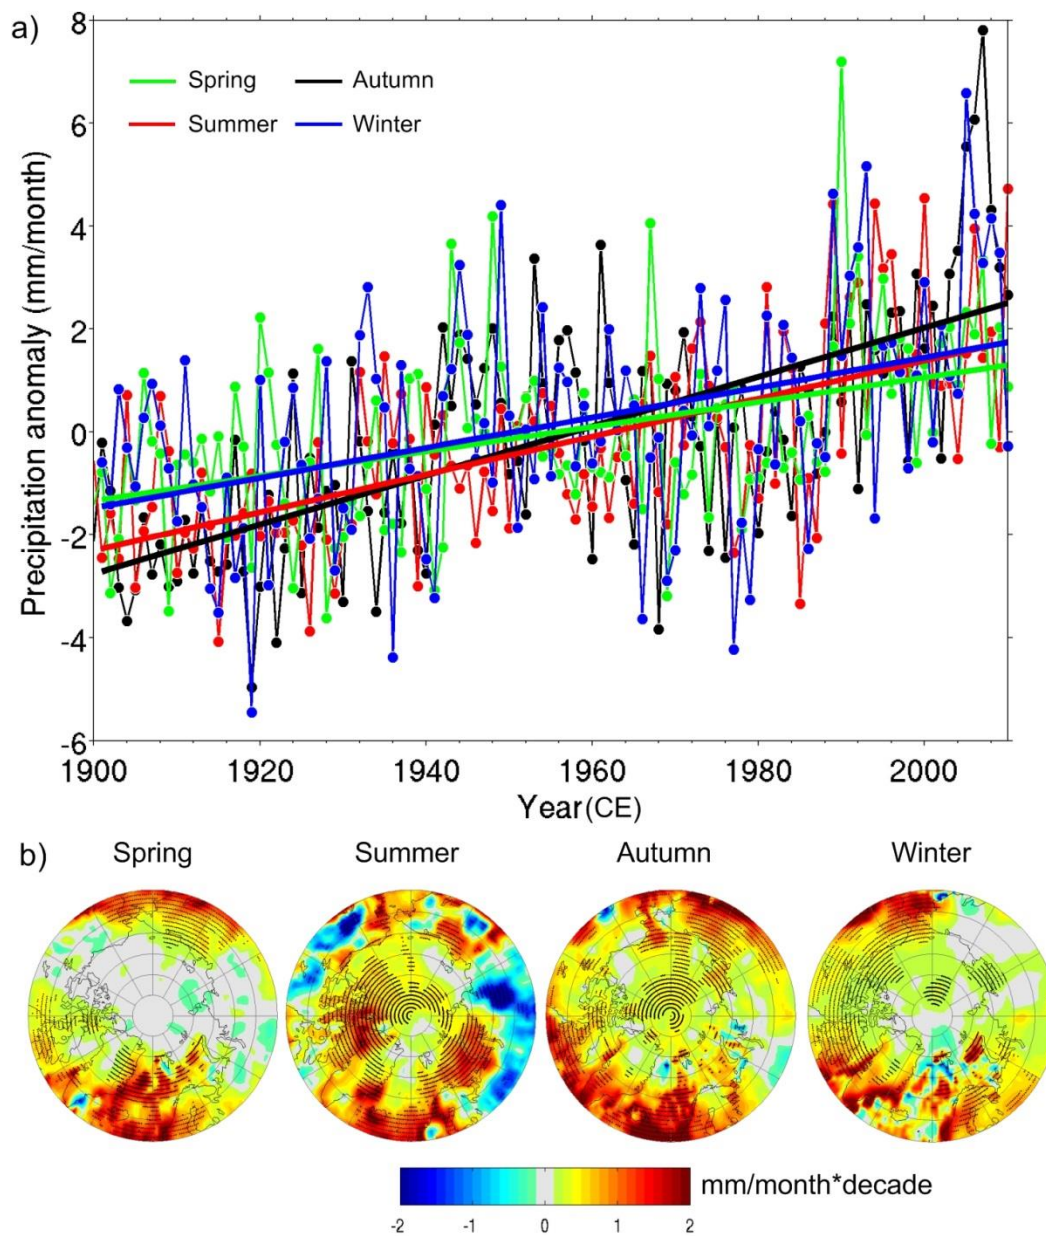 a)
Precipitation anomaly (mm/month)
8
6
4
2
0
-2
-4
-6
Spring
Autumn
Summer
Winter
1900 1920 1940 1960 1980 2000
Year (CE)
b)
Spring Summer Autumn Winter
mm/month*decade
-2 -1 0 1 2